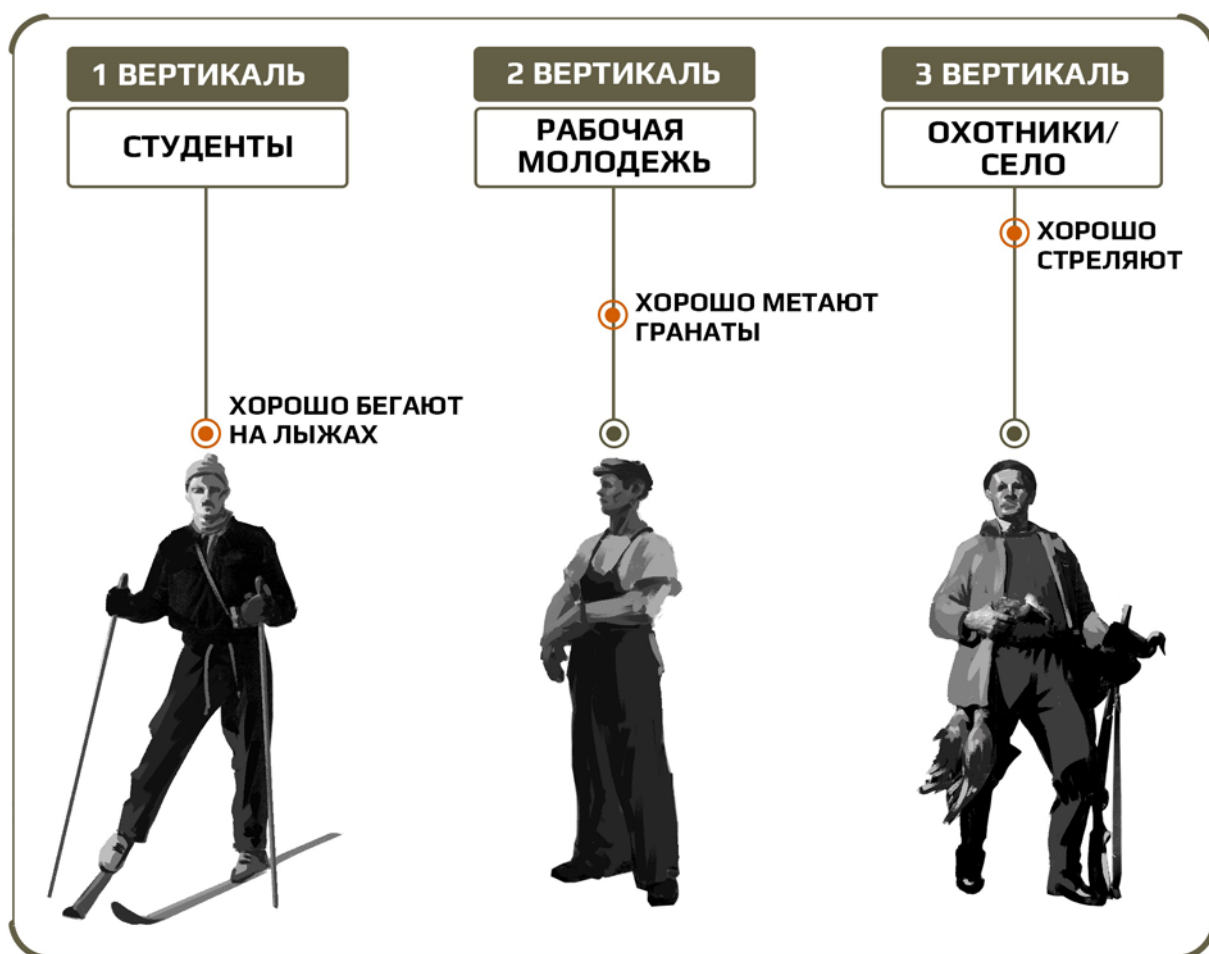 1 ВЕРТИКАЛЬ
СТУДЕНТЫ
ХОРОШО БЕГАЮТ
НА ЛЫЖАХ
2 ВЕРТИКАЛЬ
РАБОЧАЯ
МОЛОДЕЖЬ
ХОРОШО МЕТАЮТ
ГРАНАТЫ
3 ВЕРТИКАЛЬ
ОХОТНИКИ/
СЕЛО
ХОРОШО
СТРЕЛЯЮТ